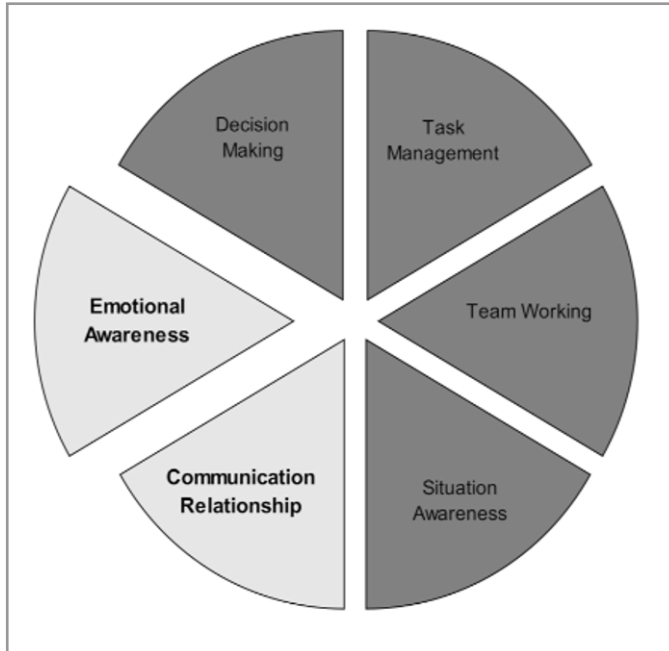 Decision
Making
Task
Management
Emotional
Awareness
Team Working
Communication
Relationship
Situation
Awareness